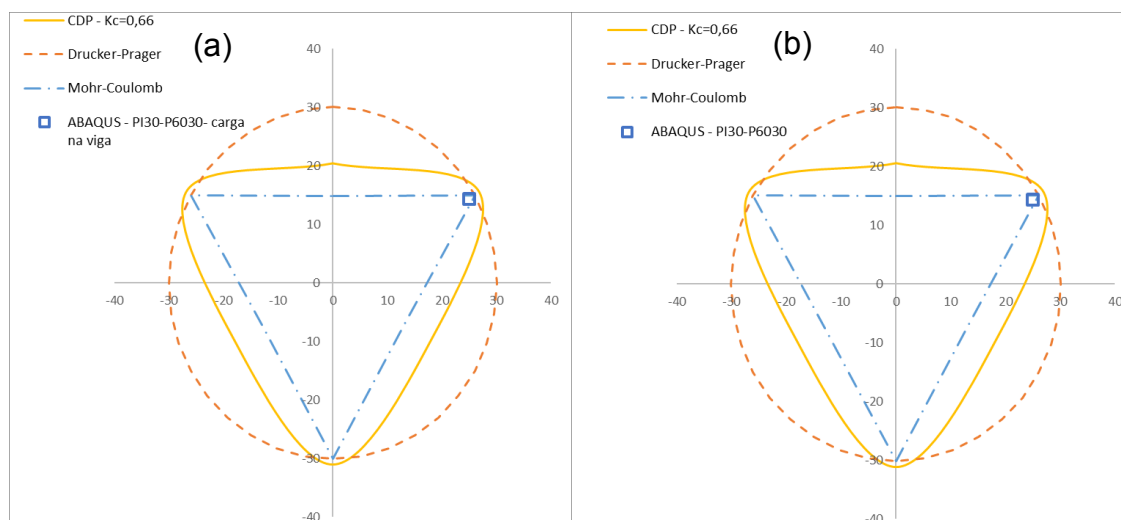 CDP - Kc=0,66
(a)
Drucker-Prager
Mohr-Coulomb
ABAQUS - PI30-P6030- carga
na viga
40
30
20
10
0
-40 -30 -20 -10 0 10 20 30 40
-10
-20
-30
-40
CDP - Kc=0,66
(b)
Drucker-Prager
Mohr-Coulomb
ABAQUS - PI30-P6030
40
30
20
10
0
-40 -30 -20 -10 0 10 20 30 40
-10
-20
-30
-40